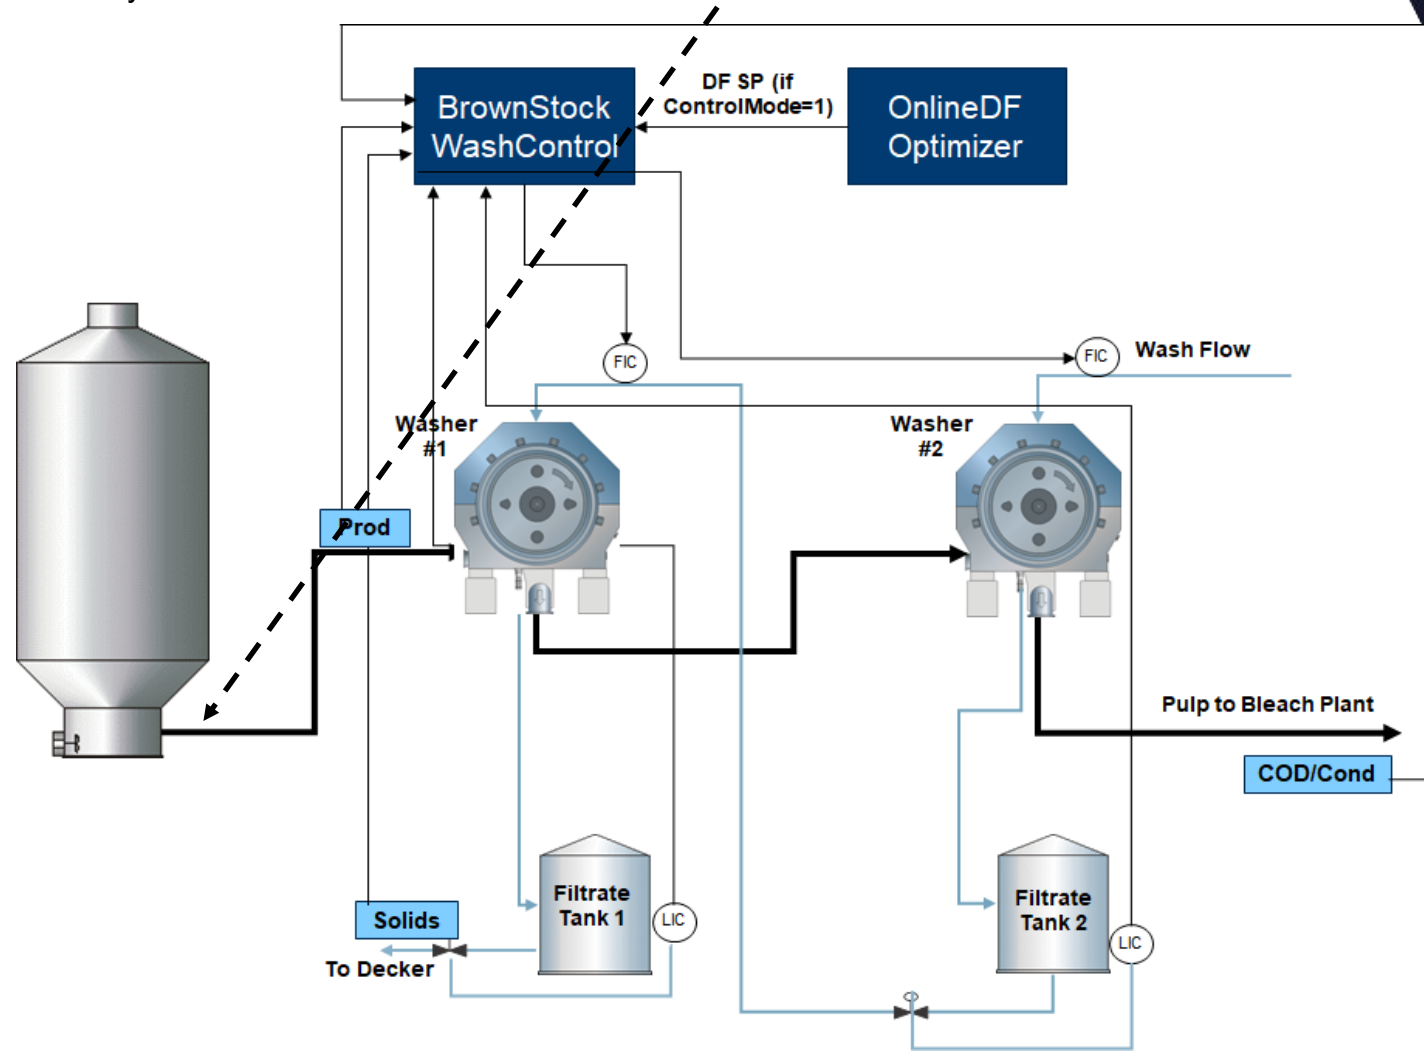 DF SP (if
ControlMode=1)
BrownStock
WashControl
OnlineDF
Optimizer
FIC
FIC
Wash Flow
Washer
#1
Washer
#2
Prod
Pulp to Bleach Plant
COD/Cond
Filtrate
Tank 1
Filtrate
Tank 2
Solids
LIC
LIC
To Decker